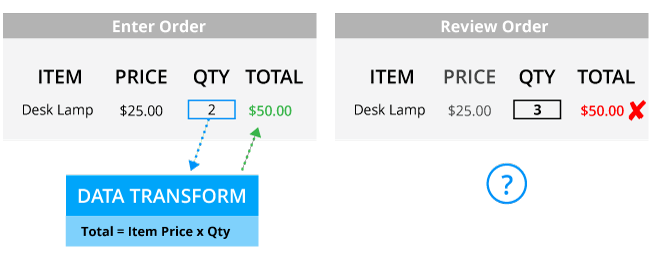 Enter Order
ITEM PRICE QTY TOTAL
Desk Lamp $25.00 2 $50.00
DATA TRANSFORM
Total = Item Price x Qty
Review Order
ITEM PRICE QTY TOTAL
Desk Lamp $25.00 3 $50.00 ✘
?